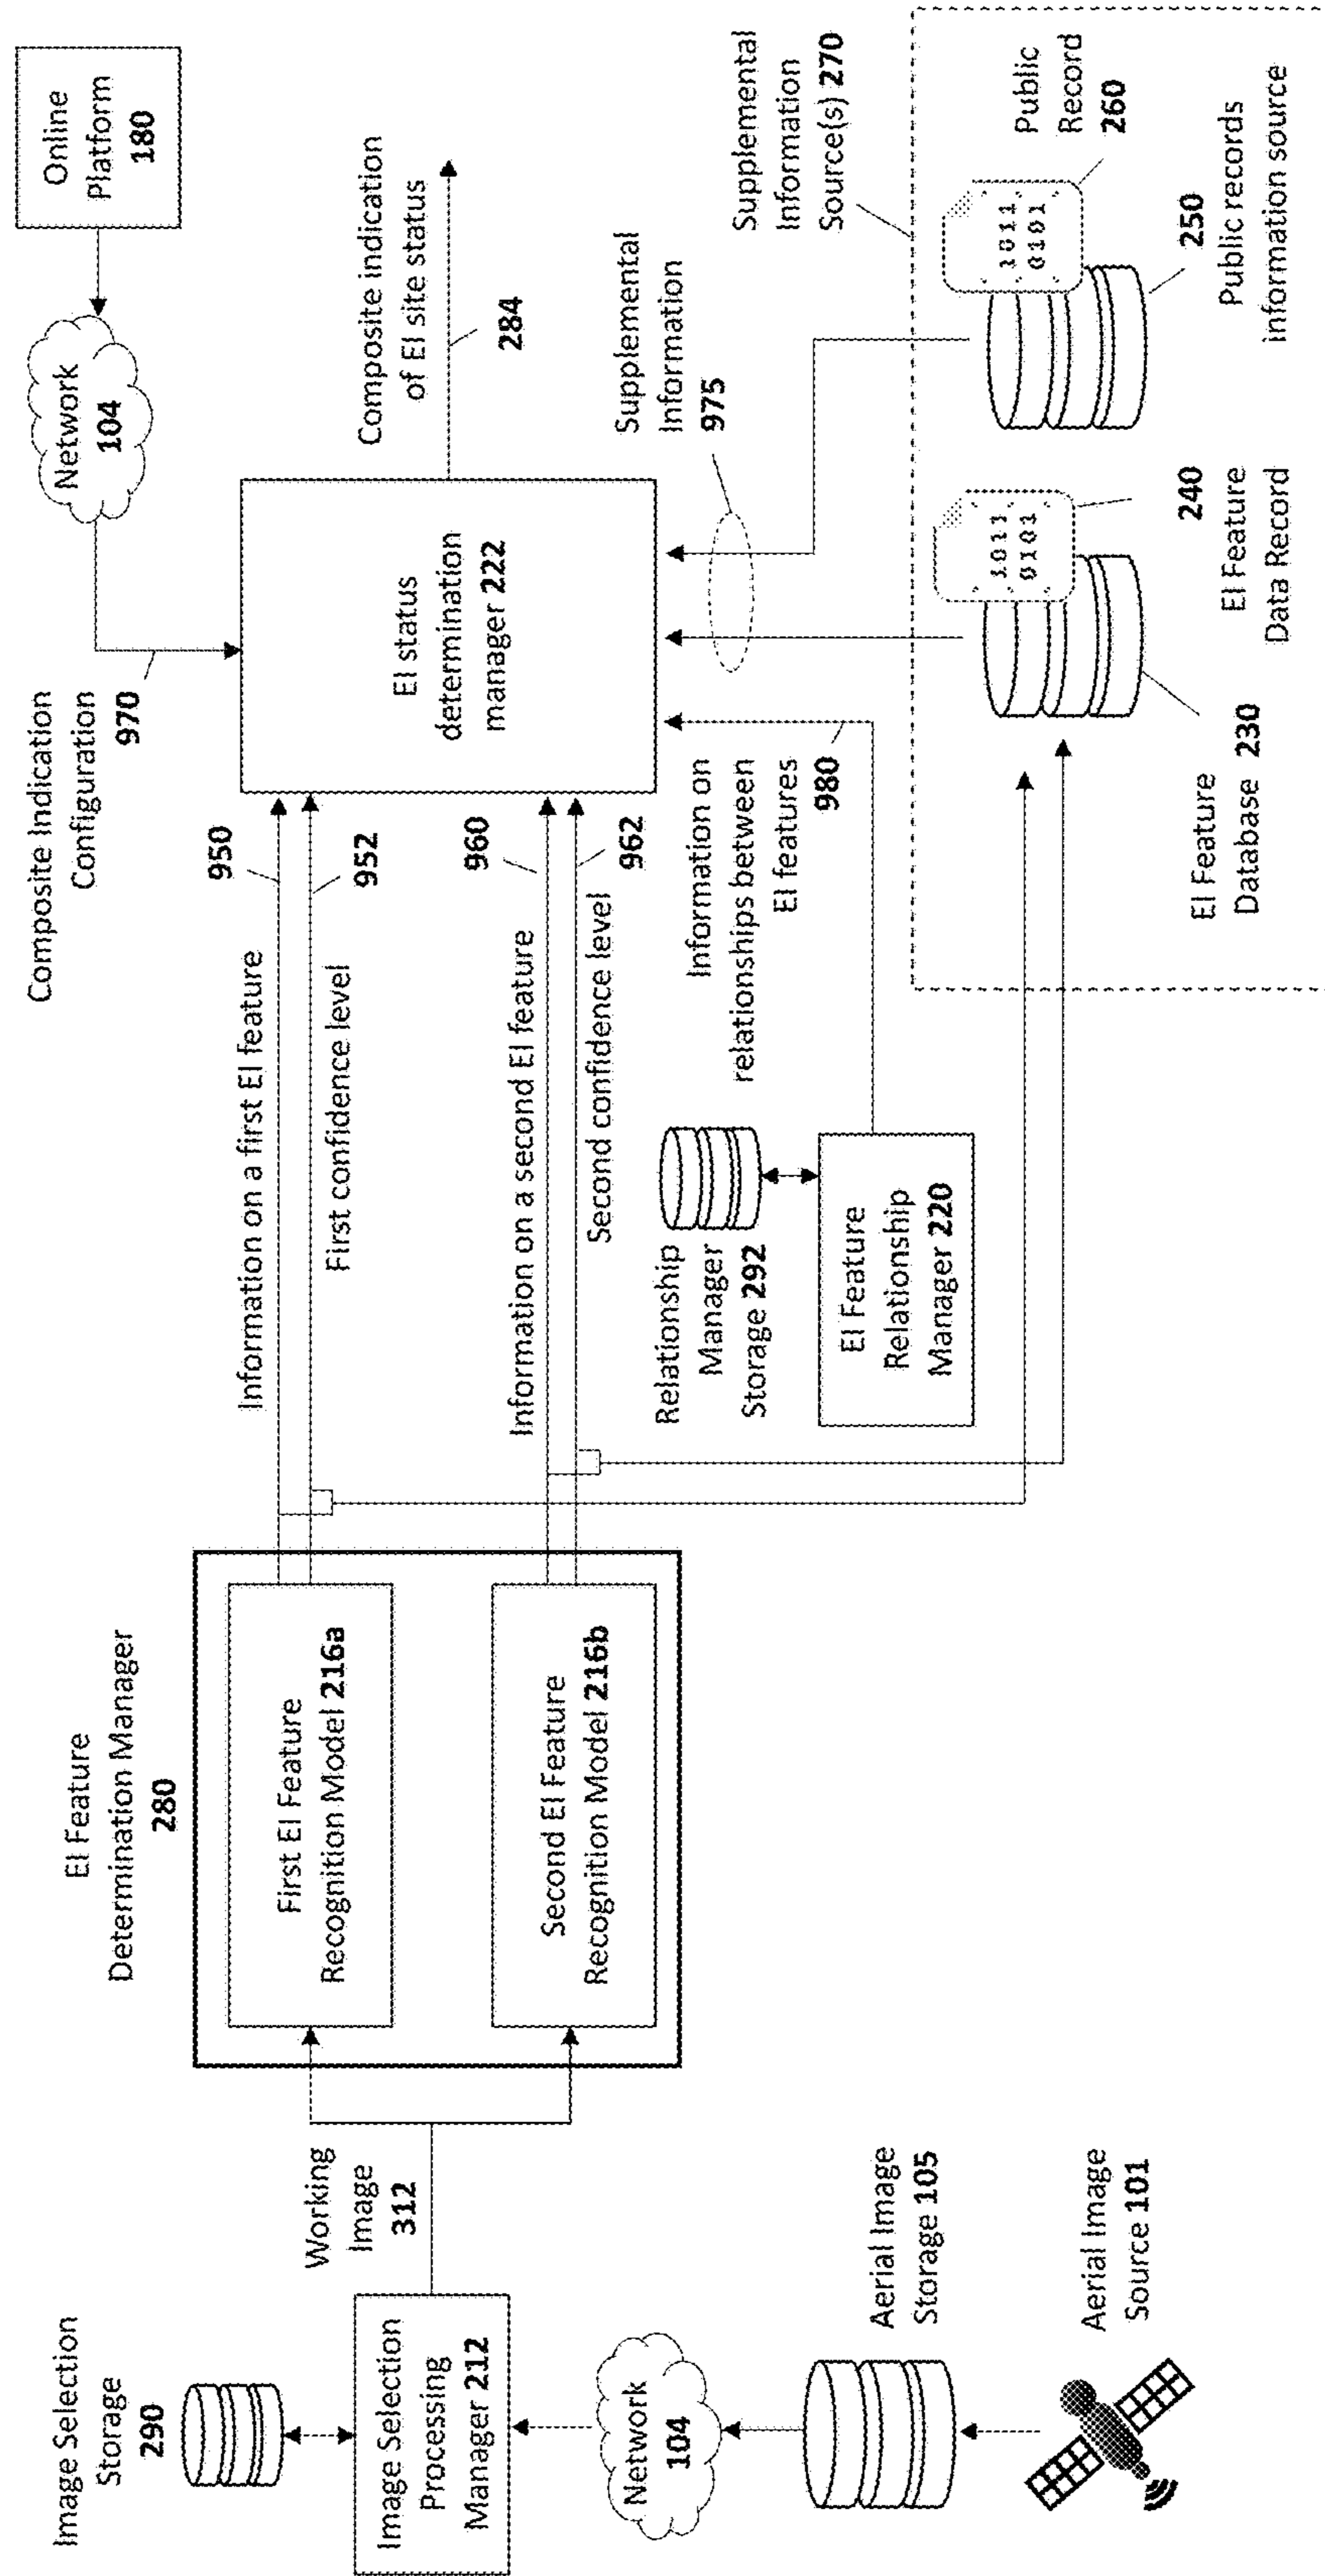 Image Selection
Storage
290
Image Selection
Processing
Manager 212
Network
104
Aerial Image
Storage 105
Aerial Image
Source 101
Working
Image
312
EI Feature
Determination Manager
280
First EI Feature
Recognition Model 216a
Second EI Feature
Recognition Model 216b
Information on a first EI feature
950
First confidence level
952
Information on a second EI feature
960
Second confidence level
962
Relationship
Manager
Storage 292
EI Feature
Relationship
Manager 220
Information on
relationships between
EI features
980
Composite Indication
Configuration
970
Network
104
Online
Platform
180
EI status
determination
manager 222
Composite indication
of EI site status
284
Supplemental
Information
975
Supplemental
Information
Source(s) 270
EI Feature
Database 230
1011
0101
240
EI Feature
Data Record
1011
0101
Public
Record
260
250
Public records
information source